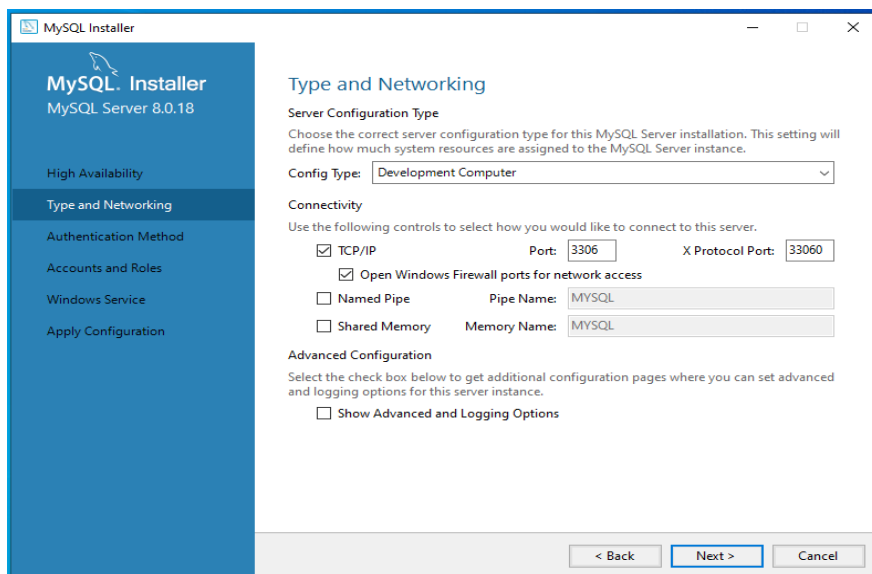 MySQL Installer
MySQL. Installer
MySQL Server 8.0.18
High Availability
Type and Networking
Authentication Method
Accounts and Roles
Windows Service
Apply Configuration
Type and Networking
Server Configuration Type
Choose the correct server configuration type for this MySQL Server installation. This setting will
define how much system resources are assigned to the MySQL Server instance.
Config Type: Development Computer
Connectivity
Use the following controls to select how you would like to connect to this server.
TCP/IP Port: 3306 X Protocol Port: 33060
Open Windows Firewall ports for network access
Named Pipe Pipe Name: MYSQL
Shared Memory Memory Name: MYSQL
Advanced Configuration
Select the check box below to get additional configuration pages where you can set advanced
and logging options for this server instance.
Show Advanced and Logging Options
< Back Next > Cancel